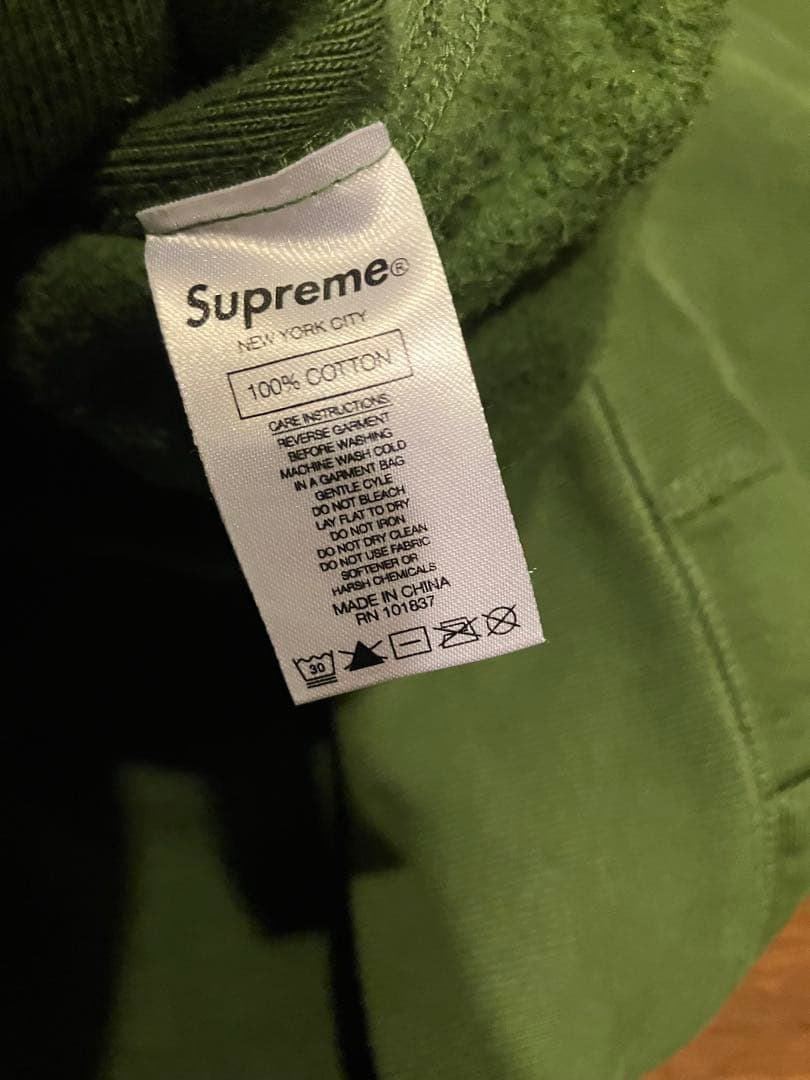 Supreme®
NEW YORK CITY
100% COTTON
CARE INSTRUCTIONS:
REVERSE GARMENT
BEFORE WASHING
MACHINE WASH COLD
IN A GARMENT BAG
GENTLE CYLE
DO NOT BLEACH
LAY FLAT TO DRY
DO NOT IRON
DO NOT DRY CLEAN
DO NOT USE FABRIC
SOFTENER OR
HARSH CHEMICALS
MADE IN CHINA
RN 101837
30